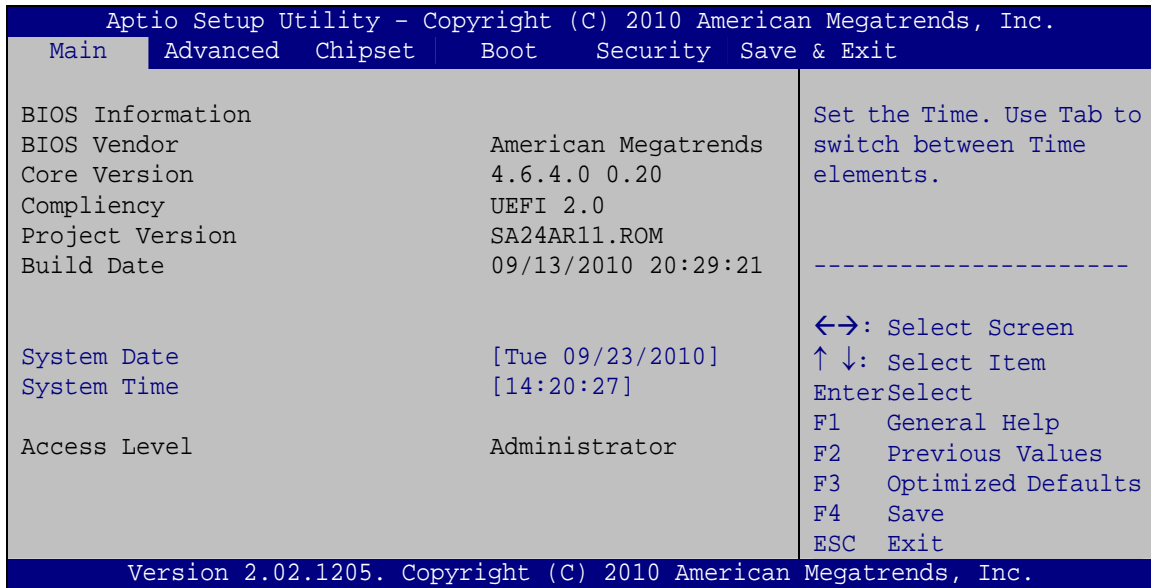 Aptio Setup Utility – Copyright (C) 2010 American Megatrends, Inc.
Main Advanced Chipset Boot Security Save & Exit
BIOS Information
BIOS Vendor American Megatrends
Core Version 4.6.4.0 0.20
Compliency UEFI 2.0
Project Version SA24AR11.ROM
Build Date 09/13/2010 20:29:21
System Date [Tue 09/23/2010]
System Time [14:20:27]
Access Level Administrator
Set the Time. Use Tab to
switch between Time
elements.
----------------------
←→: Select Screen
↑ ↓: Select Item
EnterSelect
F1 General Help
F2 Previous Values
F3 Optimized Defaults
F4 Save
ESC Exit
Version 2.02.1205. Copyright (C) 2010 American Megatrends, Inc.